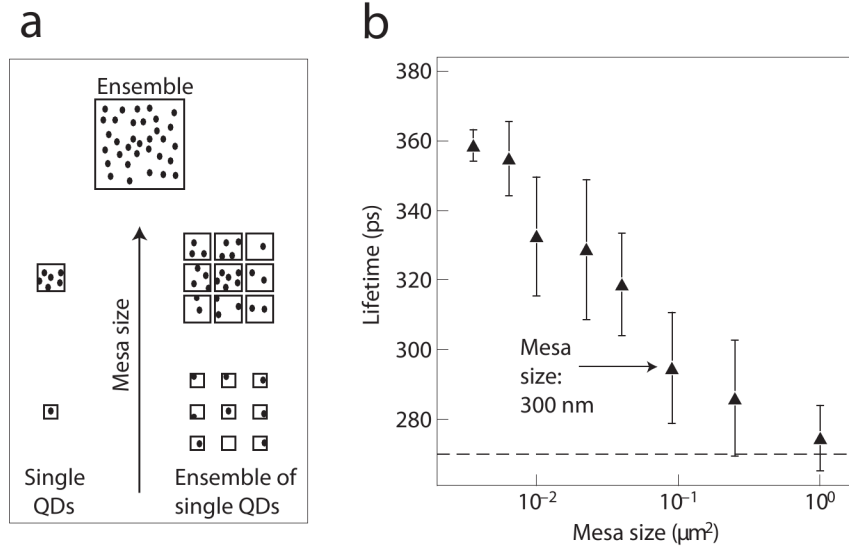 a
Ensemble
Mesa size
Single
QDs
Ensemble of
single QDs
b
380
360
340
320
300
280
Lifetime (ps)
Mesa
size:
300 nm
10⁻²
10⁻¹
10⁰
Mesa size (µm²)